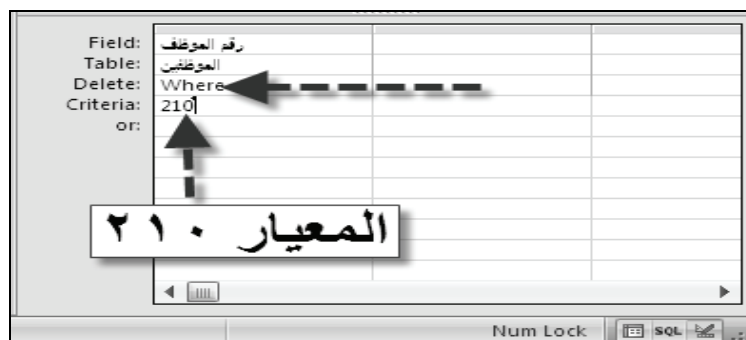 Field: رقم الموظف
Table: الموظفين
Delete: Where
Criteria: 210
or:
المعيار ٢١٠
Num Lock SQL